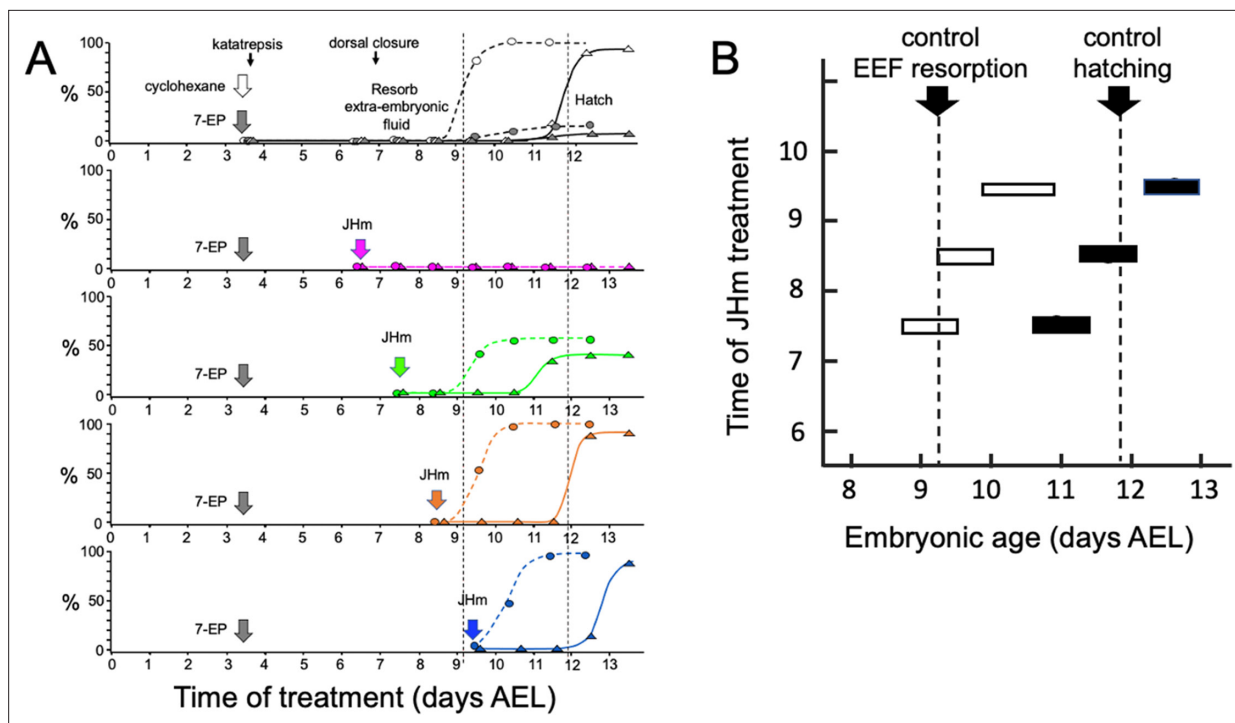 A
katatrepsis
dorsal closure
cyclohexane
7-EP
Resorb
extra-embryonic
fluid
Hatch
%
100
50
0
0 1 2 3 4 5 6 7 8 9 10 11 12 13
JHm
7-EP
%
100
50
0
0 1 2 3 4 5 6 7 8 9 10 11 12 13
JHm
7-EP
%
100
50
0
0 1 2 3 4 5 6 7 8 9 10 11 12 13
JHm
7-EP
%
100
50
0
0 1 2 3 4 5 6 7 8 9 10 11 12 13
JHm
7-EP
%
100
50
0
0 1 2 3 4 5 6 7 8 9 10 11 12 13
Time of treatment (days AEL)
B
control
EEF resorption
control
hatching
Time of JHm treatment
10
9
8
7
6
8 9 10 11 12 13
Embryonic age (days AEL)